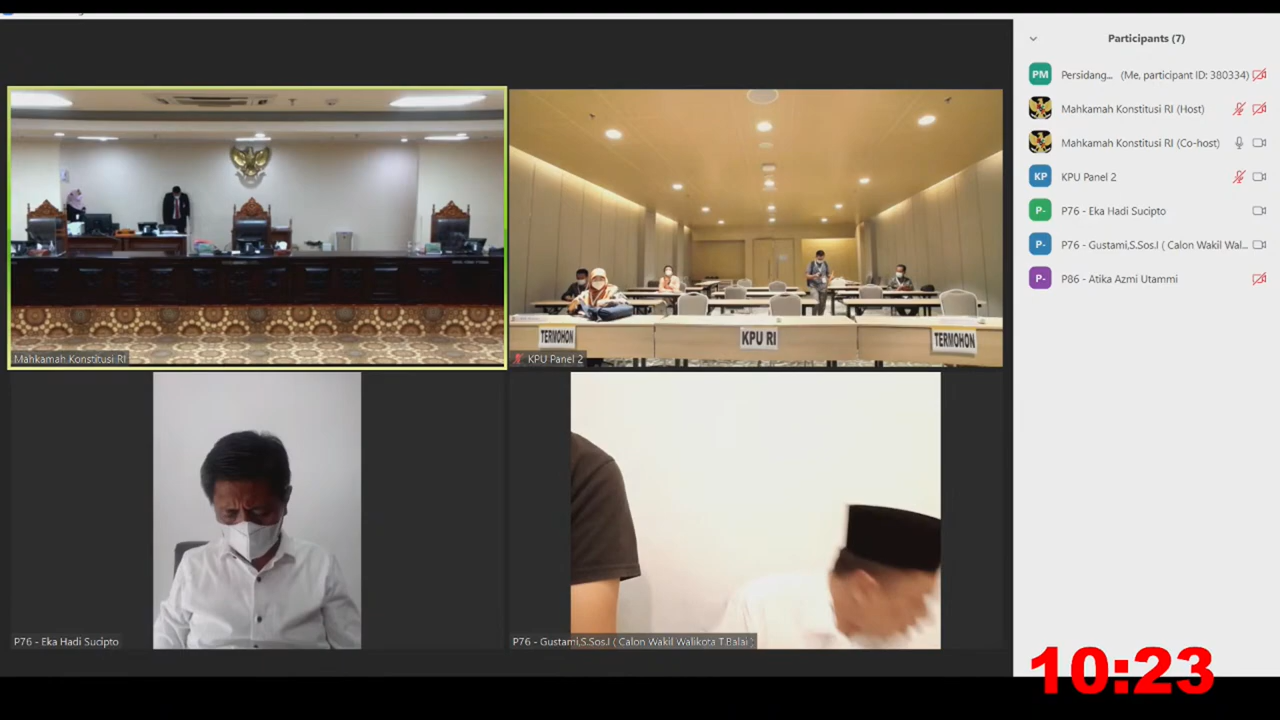 Mahkamah Konstitusi RI
TERMOHON
KPU RI
TERMOHON
KPU Panel 2
P76 - Eka Hadi Sucipto
P76 - Gustami,S.Sos.I ( Calon Wakil Walikota T.Balai )
Participants (7)
PM Persidang... (Me, participant ID: 380334)
Mahkamah Konstitusi RI (Host)
Mahkamah Konstitusi RI (Co-host)
KP KPU Panel 2
P- P76 - Eka Hadi Sucipto
P- P76 - Gustami,S.Sos.I ( Calon Wakil Wal...
P- P86 - Atika Azmi Utammi
10:23